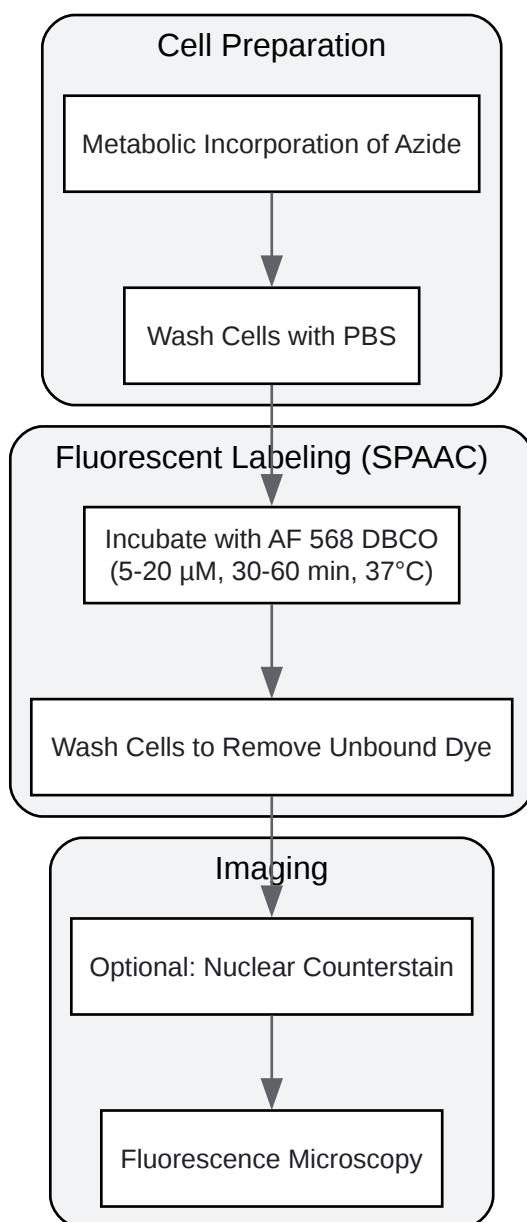 Cell Preparation
Metabolic Incorporation of Azide
Wash Cells with PBS
Fluorescent Labeling (SPAAC)
Incubate with AF 568 DBCO
(5-20 µM, 30-60 min, 37°C)
Wash Cells to Remove Unbound Dye
Imaging
Optional: Nuclear Counterstain
Fluorescence Microscopy